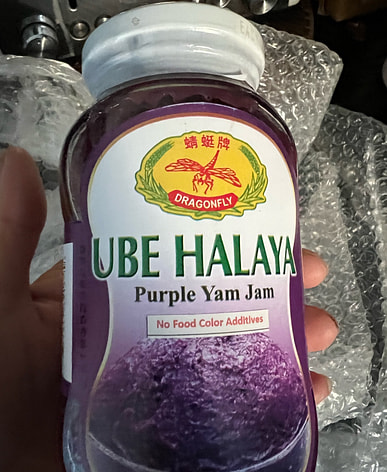 蜻蜓牌
DRAGONFLY
UBE HALAYA
Purple Yam Jam
No Food Color Additives